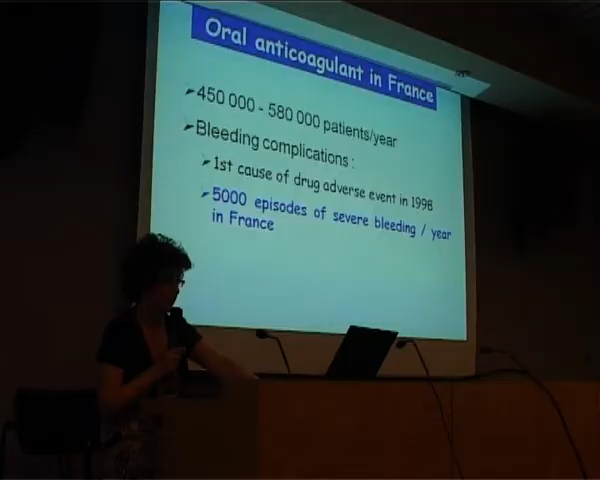 Oral anticoagulant in France
450 000 - 580 000 patients/year
Bleeding complications :
1st cause of drug adverse event in 1998
5000 episodes of severe bleeding / year
in France